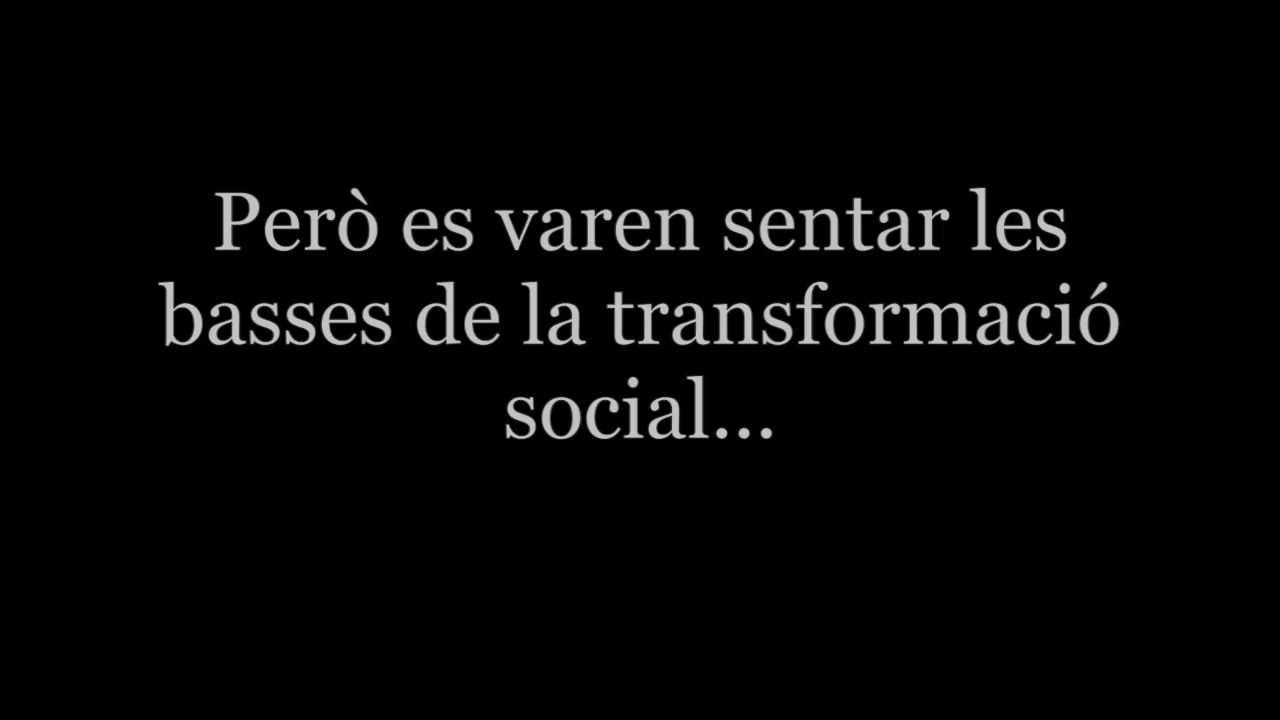 Però es varen sentar les
basses de la transformació
social...